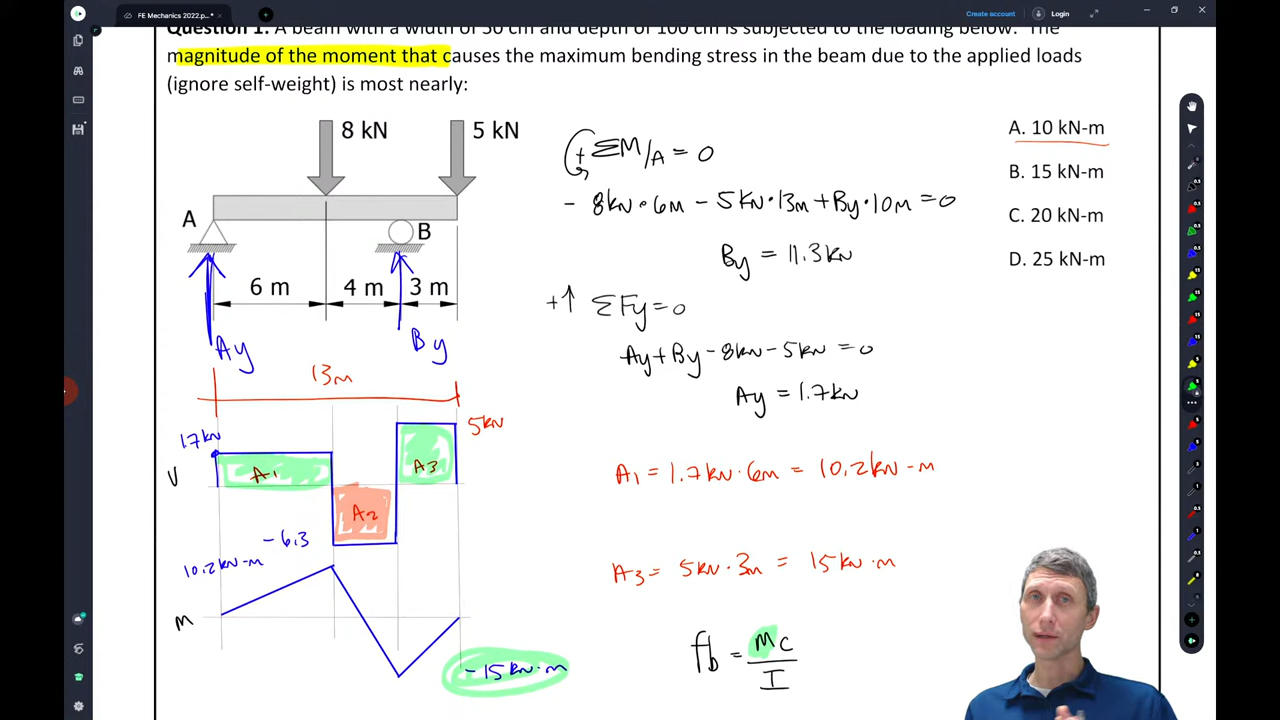 FE Mechanics 2022.p... *
Create account
Login
Question 1: A beam with a width of 50 cm and depth of 100 cm is subjected to the loading below. The
magnitude of the moment that causes the maximum bending stress in the beam due to the applied loads
(ignore self-weight) is most nearly:
8 kN
5 kN
A
B
6 m
4 m
3 m
Ay
By
13m
A. 10 kN-m
B. 15 kN-m
C. 20 kN-m
D. 25 kN-m
+ ΣM/A = 0
- 8kN·6m - 5kN·13m + By·10m = 0
By = 11.3kN
+↑ ΣFy = 0
Ay + By - 8kN - 5kN = 0
Ay = 1.7kN
A1 = 1.7kN·6m = 10.2kN-m
A3 = 5kN·3m = 15kN·m
fb = Mc
I
1.7kN
5kN
V
A1
A2
A3
-6.3
10.2kN-m
M
-15kN·m